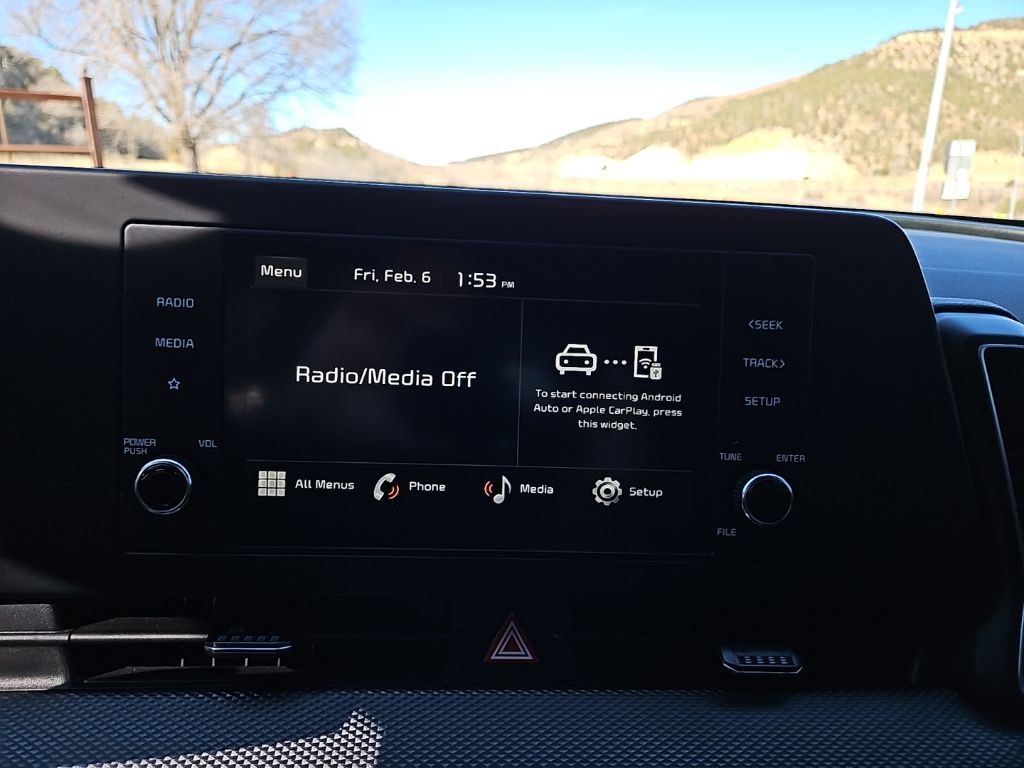 Menu
Fri, Feb. 6
1:53 PM
RADIO
MEDIA
POWER
PUSH
VOL
Radio/Media Off
To start connecting Android
Auto or Apple CarPlay, press
this widget.
<SEEK
TRACK>
SETUP
TUNE
ENTER
FILE
All Menus
Phone
Media
Setup